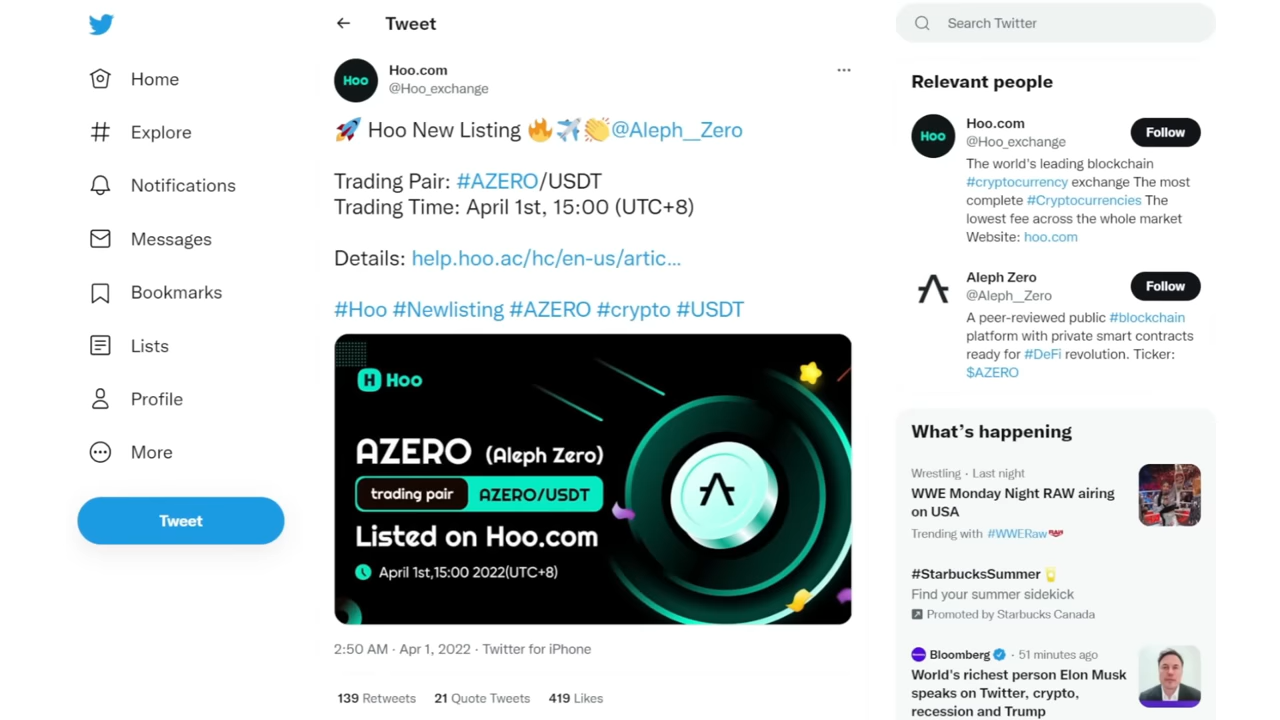 Home
Explore
Notifications
Messages
Bookmarks
Lists
Profile
More
Tweet
Tweet
Hoo
Hoo.com
@Hoo_exchange
🚀 Hoo New Listing 🔥✈️👏@Aleph__Zero
Trading Pair: #AZERO/USDT
Trading Time: April 1st, 15:00 (UTC+8)
Details: help.hoo.ac/hc/en-us/artic...
#Hoo #Newlisting #AZERO #crypto #USDT
H Hoo
AZERO (Aleph Zero)
trading pair AZERO/USDT
Listed on Hoo.com
April 1st,15:00 2022(UTC+8)
2:50 AM · Apr 1, 2022 · Twitter for iPhone
139 Retweets 21 Quote Tweets 419 Likes
Search Twitter
Relevant people
Hoo
Hoo.com
@Hoo_exchange
Follow
The world's leading blockchain
#cryptocurrency exchange The most
complete #Cryptocurrencies The
lowest fee across the whole market
Website: hoo.com
Aleph Zero
@Aleph__Zero
Follow
A peer-reviewed public #blockchain
platform with private smart contracts
ready for #DeFi revolution. Ticker:
$AZERO
What's happening
Wrestling · Last night
WWE Monday Night RAW airing
on USA
Trending with #WWERaw
#StarbucksSummer
Find your summer sidekick
Promoted by Starbucks Canada
Bloomberg · 51 minutes ago
World's richest person Elon Musk
speaks on Twitter, crypto,
recession and Trump